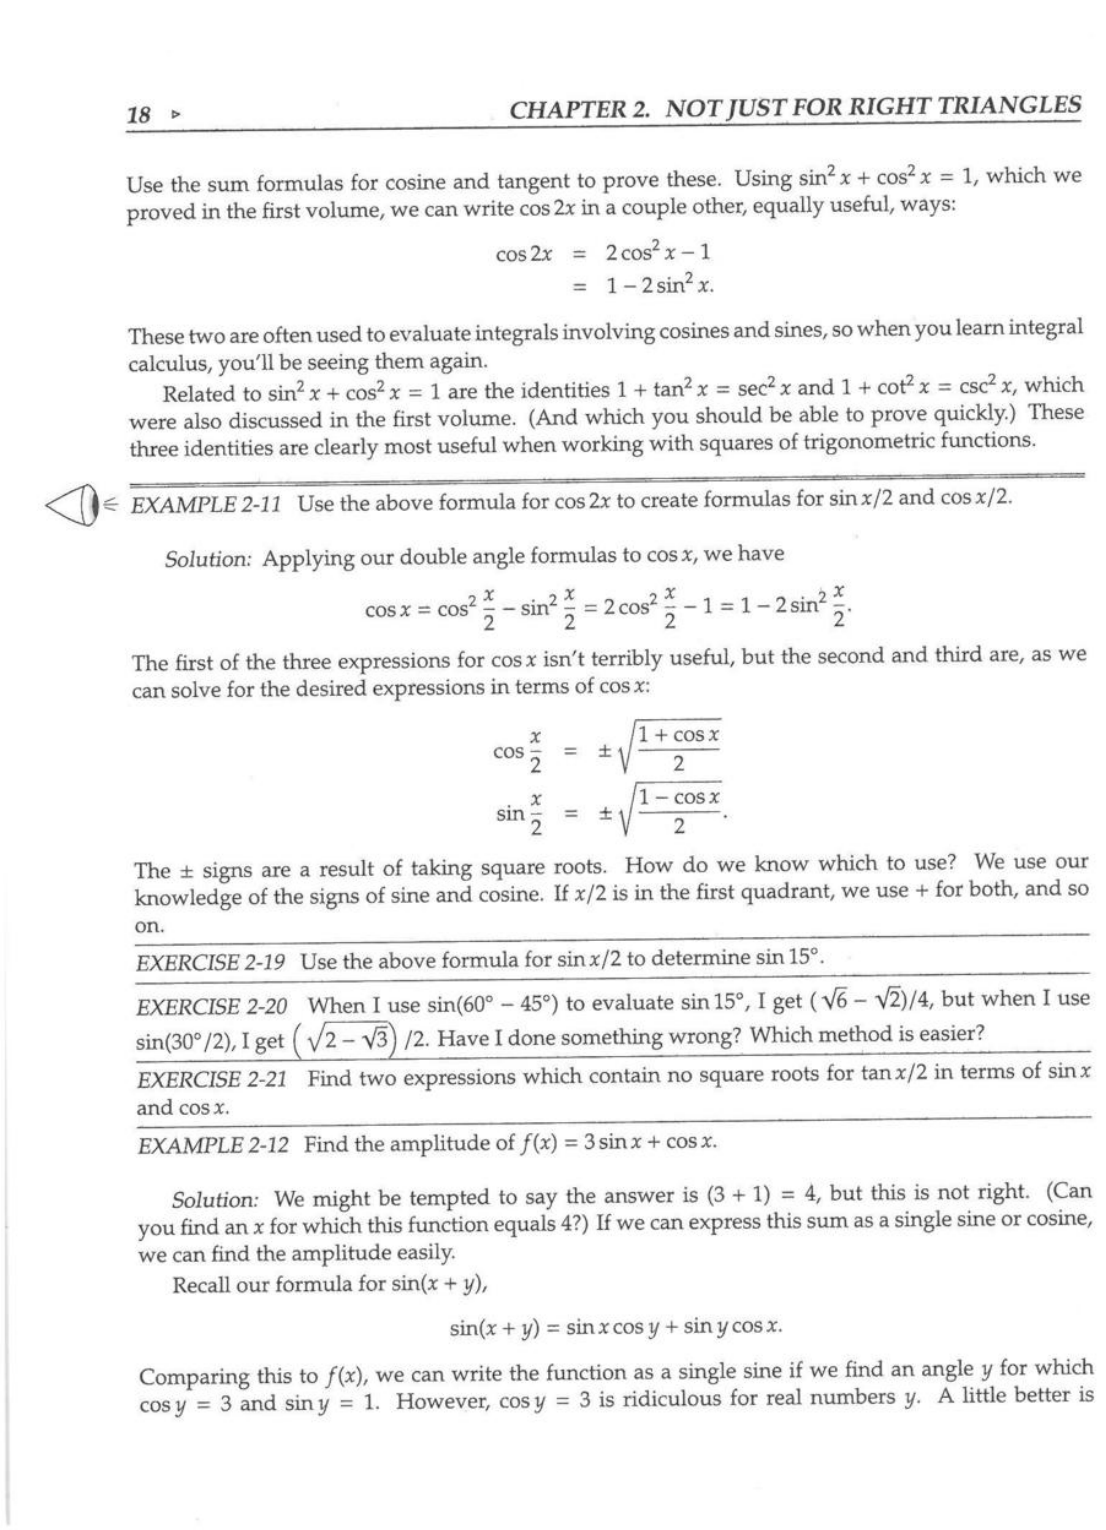 18 ▷ CHAPTER 2. NOT JUST FOR RIGHT TRIANGLES
Use the sum formulas for cosine and tangent to prove these. Using sin² x + cos² x = 1, which we
proved in the first volume, we can write cos 2x in a couple other, equally useful, ways:
cos 2x = 2 cos² x − 1
= 1 − 2 sin² x.
These two are often used to evaluate integrals involving cosines and sines, so when you learn integral
calculus, you'll be seeing them again.
Related to sin² x + cos² x = 1 are the identities 1 + tan² x = sec² x and 1 + cot² x = csc² x, which
were also discussed in the first volume. (And which you should be able to prove quickly.) These
three identities are clearly most useful when working with squares of trigonometric functions.
EXAMPLE 2-11 Use the above formula for cos 2x to create formulas for sin x/2 and cos x/2.
Solution: Applying our double angle formulas to cos x, we have
cos x = cos² x/2 − sin² x/2 = 2 cos² x/2 − 1 = 1 − 2 sin² x/2.
The first of the three expressions for cos x isn't terribly useful, but the second and third are, as we
can solve for the desired expressions in terms of cos x:
cos x/2 = ±√((1 + cos x)/2)
sin x/2 = ±√((1 − cos x)/2).
The ± signs are a result of taking square roots. How do we know which to use? We use our
knowledge of the signs of sine and cosine. If x/2 is in the first quadrant, we use + for both, and so
on.
EXERCISE 2-19 Use the above formula for sin x/2 to determine sin 15°.
EXERCISE 2-20 When I use sin(60° − 45°) to evaluate sin 15°, I get (√6 − √2)/4, but when I use
sin(30°/2), I get (√(2 − √3))/2. Have I done something wrong? Which method is easier?
EXERCISE 2-21 Find two expressions which contain no square roots for tan x/2 in terms of sin x
and cos x.
EXAMPLE 2-12 Find the amplitude of f(x) = 3 sin x + cos x.
Solution: We might be tempted to say the answer is (3 + 1) = 4, but this is not right. (Can
you find an x for which this function equals 4?) If we can express this sum as a single sine or cosine,
we can find the amplitude easily.
Recall our formula for sin(x + y),
sin(x + y) = sin x cos y + sin y cos x.
Comparing this to f(x), we can write the function as a single sine if we find an angle y for which
cos y = 3 and sin y = 1. However, cos y = 3 is ridiculous for real numbers y. A little better is